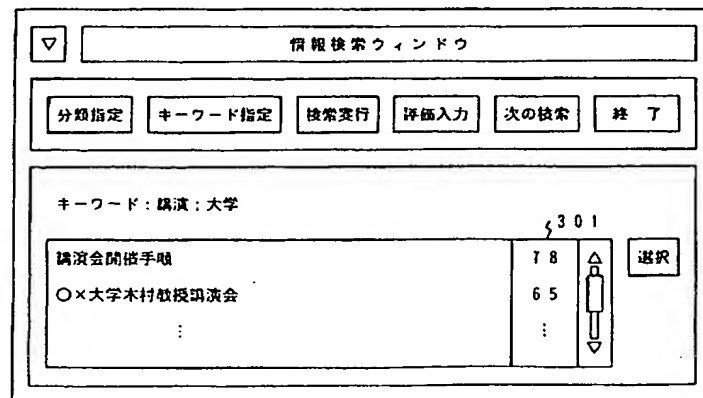 ▽ 情報検索ウィンドウ
分類指定 キーワード指定 検索実行 評価入力 次の検索 終了
キーワード：講演；大学
301
講演会開催手順 78 選択
○×大学木村教授講演会 65
⋮ ⋮